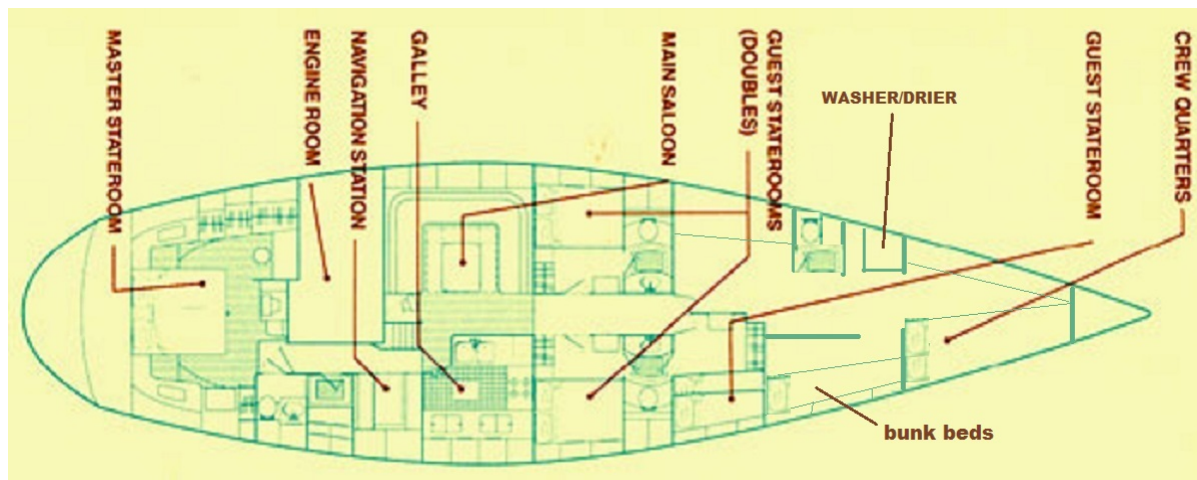 MASTER STATEROOM
ENGINE ROOM
NAVIGATION STATION
GALLEY
MAIN SALOON
GUEST STATEROOMS
(DOUBLES)
WASHER/DRIER
GUEST STATEROOM
CREW QUARTERS
bunk beds